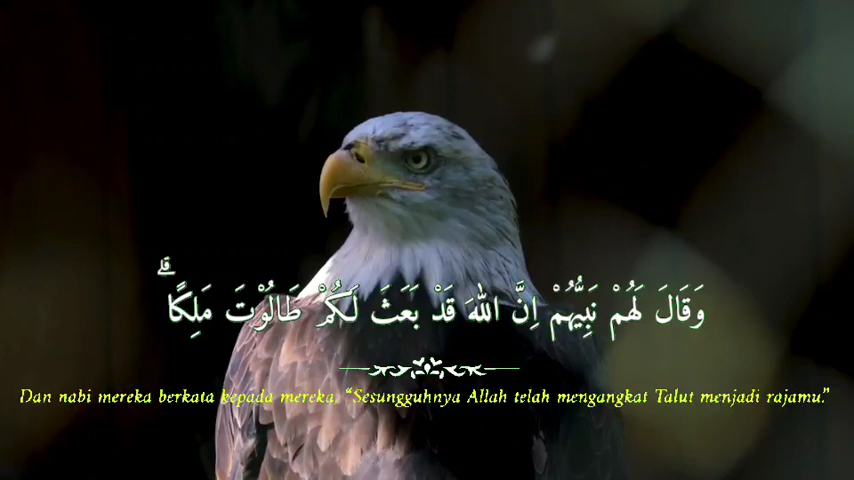 وَقَالَ لَهُمْ نَبِيُّهُمْ اِنَّ اللّٰهَ قَدْ بَعَثَ لَكُمْ طَالُوْتَ مَلِكًاۗ
Dan nabi mereka berkata kepada mereka, “Sesungguhnya Allah telah mengangkat Talut menjadi rajamu.”